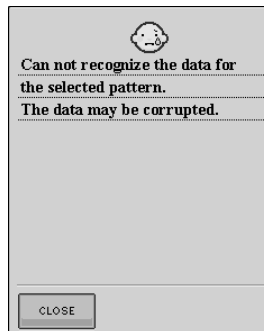 Can not recognize the data for
the selected pattern.
The data may be corrupted.
CLOSE